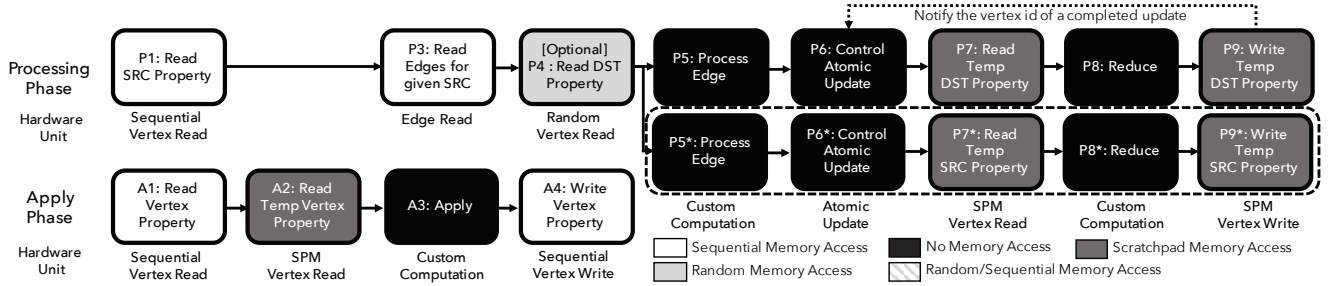 Notify the vertex id of a completed update
Processing
Phase
Hardware
Unit
P1: Read
SRC Property
Sequential
Vertex Read
P3: Read
Edges for
given SRC
Edge Read
[Optional]
P4 : Read DST
Property
Random
Vertex Read
P5: Process
Edge
P6: Control
Atomic
Update
P7: Read
Temp
DST Property
P8: Reduce
P9: Write
Temp
DST Property
P5*: Process
Edge
P6*: Control
Atomic
Update
P7*: Read
Temp
SRC Property
P8*: Reduce
P9*: Write
Temp
SRC Property
Custom
Computation
Atomic
Update
SPM
Vertex Read
Custom
Computation
SPM
Vertex Write
Apply
Phase
Hardware
Unit
A1: Read
Vertex
Property
Sequential
Vertex Read
A2: Read
Temp Vertex
Property
SPM
Vertex Read
A3: Apply
Custom
Computation
A4: Write
Vertex
Property
Sequential
Vertex Write
Sequential Memory Access
No Memory Access
Scratchpad Memory Access
Random Memory Access
Random/Sequential Memory Access